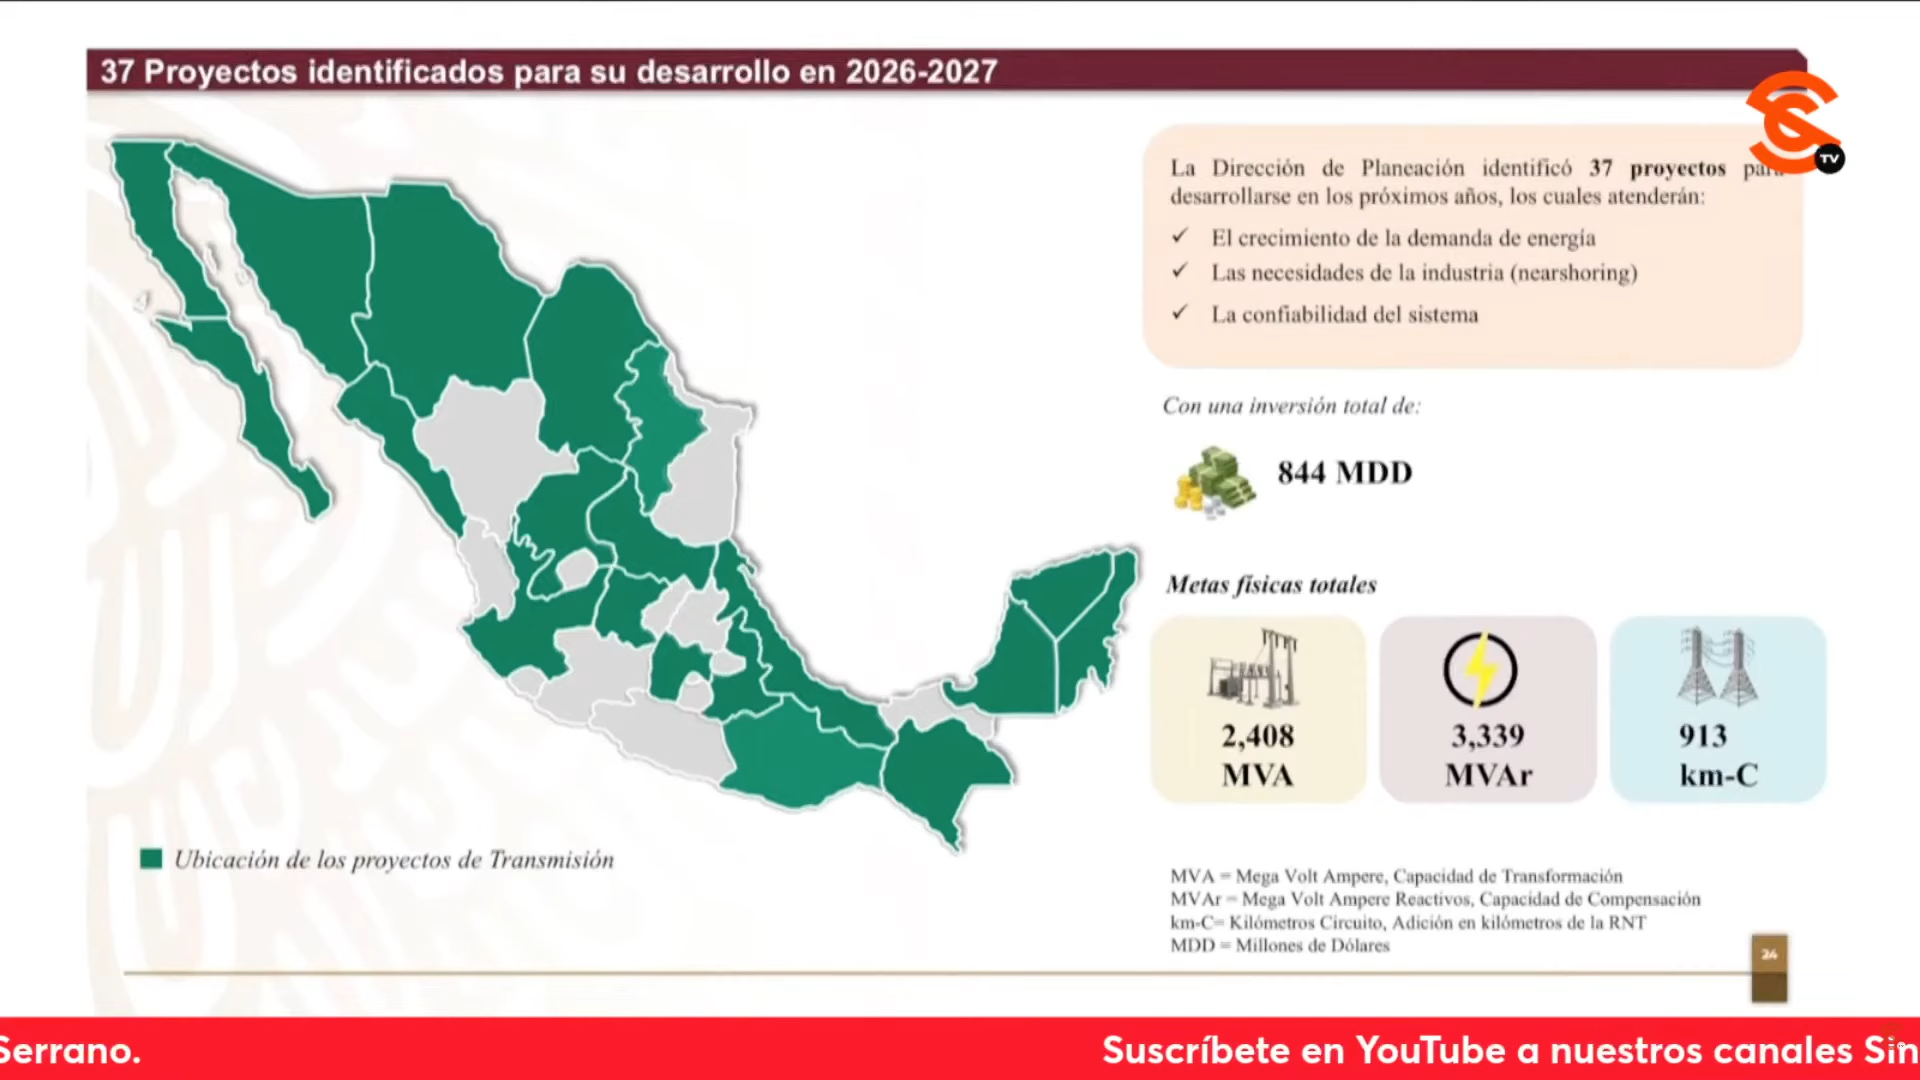 37 Proyectos identificados para su desarrollo en 2026-2027
TV
La Dirección de Planeación identificó 37 proyectos
desarrollarse en los próximos años, los cuales atenderán:
✓ El crecimiento de la demanda de energía
✓ Las necesidades de la industria (nearshoring)
✓ La confiabilidad del sistema
Con una inversión total de:
844 MDD
Metas físicas totales
2,408
MVA
3,339
MVAr
913
km-C
Ubicación de los proyectos de Transmisión
MVA = Mega Volt Ampere, Capacidad de Transformación
MVAr = Mega Volt Ampere Reactivos, Capacidad de Compensación
km-C= Kilómetros Circuito, Adición en kilómetros de la RNT
MDD = Millones de Dólares
24
Serrano.
Suscríbete en YouTube a nuestros canales Sin